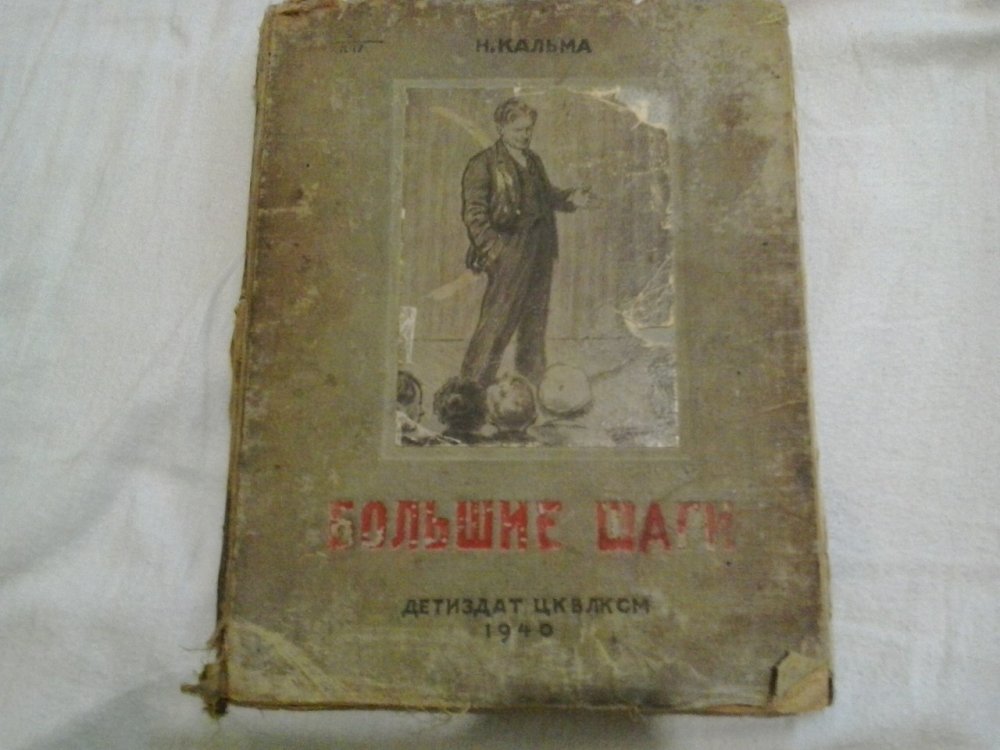 Н. КАЛЬМА
БОЛЬШИЕ ШАГИ
ДЕТИЗДАТ ЦК ВЛКСМ
1940